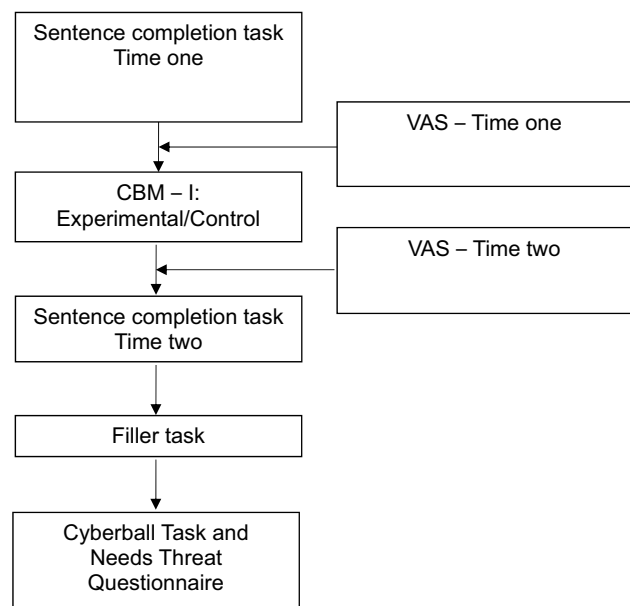 Sentence completion task
Time one
VAS – Time one
CBM – I:
Experimental/Control
VAS – Time two
Sentence completion task
Time two
Filler task
Cyberball Task and
Needs Threat
Questionnaire